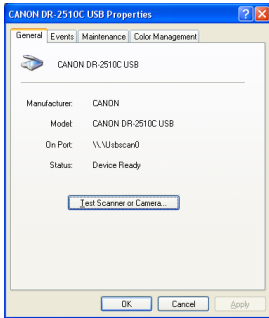 CANON DR-2510C USB Properties
General Events Maintenance Color Management
CANON DR-2510C USB
Manufacturer: CANON
Model: CANON DR-2510C USB
On Port: \\.\Usbscan0
Status: Device Ready
Test Scanner or Camera...
OK Cancel Apply